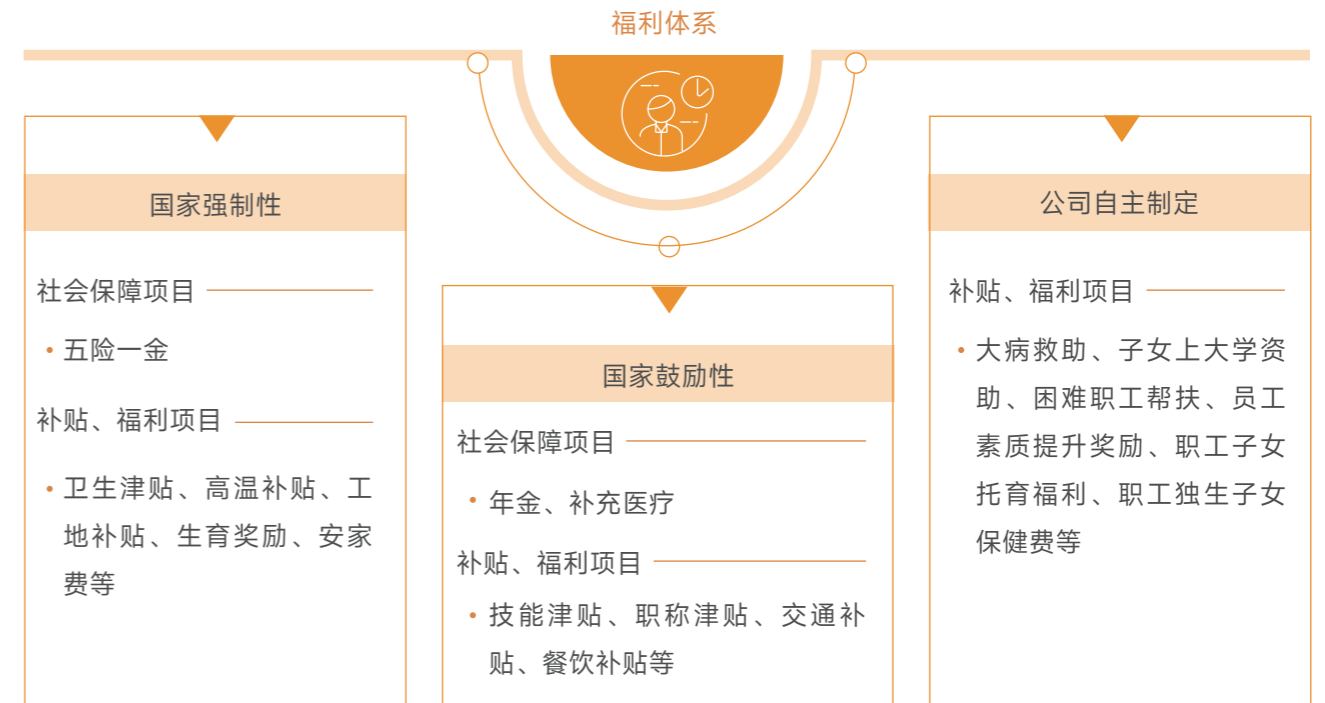 福利体系
国家强制性
社会保障项目
• 五险一金
补贴、福利项目
• 卫生津贴、高温补贴、工
地补贴、生育奖励、安家
费等
国家鼓励性
社会保障项目
• 年金、补充医疗
补贴、福利项目
• 技能津贴、职称津贴、交通补
贴、餐饮补贴等
公司自主制定
补贴、福利项目
• 大病救助、子女上大学资
助、困难职工帮扶、员工
素质提升奖励、职工子女
托育福利、职工独生子女
保健费等